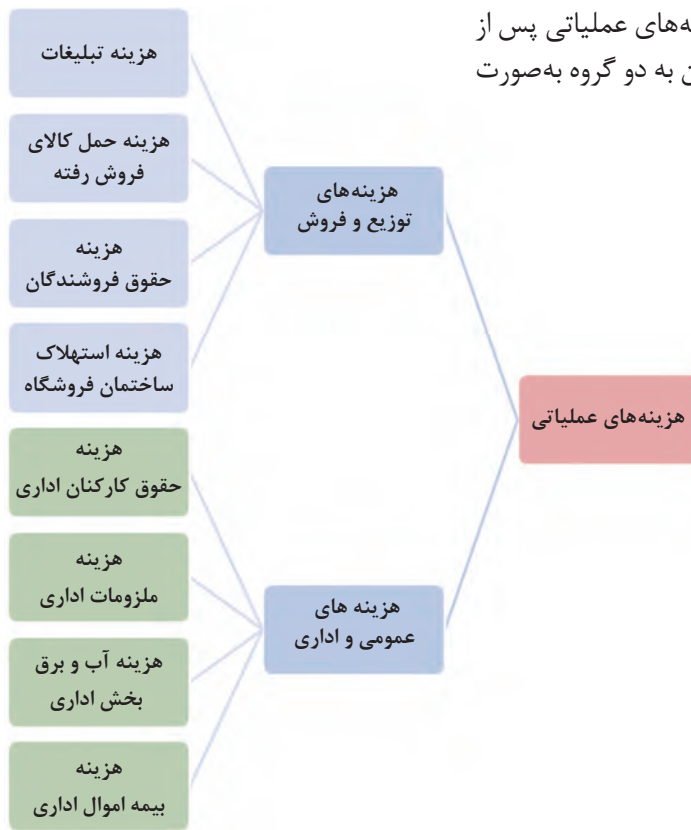 ‌های عملیاتی پس از
به دو گروه به‌صورت
هزینه‌های عملیاتی
هزینه‌های
توزیع و فروش
هزینه تبلیغات
هزینه حمل کالای
فروش رفته
هزینه
حقوق فروشندگان
هزینه استهلاک
ساختمان فروشگاه
هزینه های
عمومی و اداری
هزینه
حقوق کارکنان اداری
هزینه
ملزومات اداری
هزینه آب و برق
بخش اداری
هزینه
بیمه اموال اداری